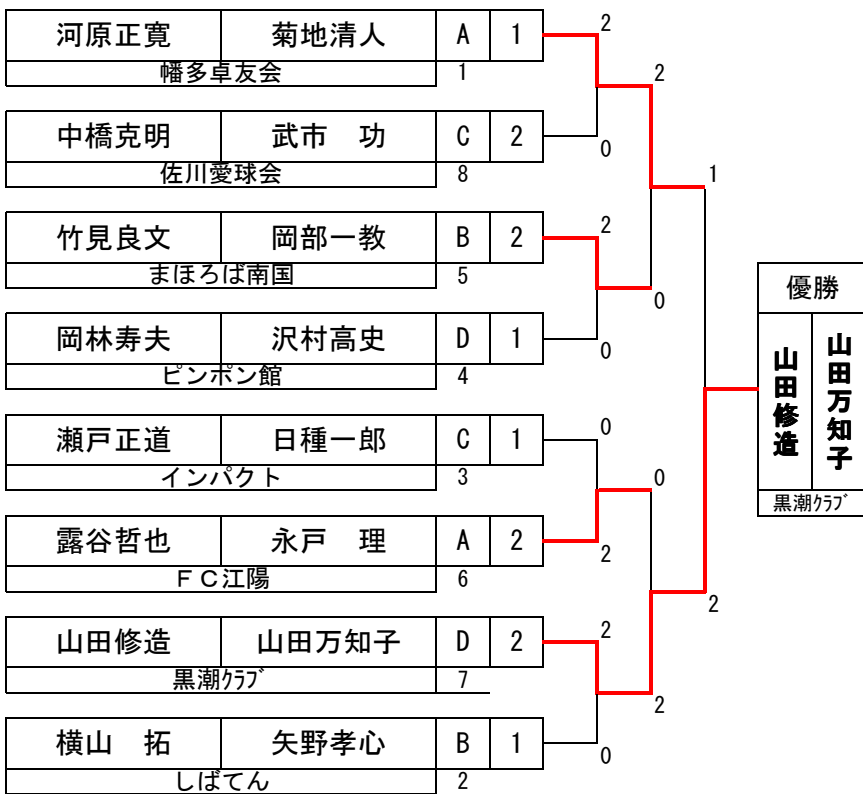 河原正寛 菊地清人 A 1
幡多卓友会 1
中橋克明 武市 功 C 2
佐川愛球会 8
竹見良文 岡部一教 B 2
まほろば南国 5
岡林寿夫 沢村高史 D 1
ピンポン館 4
瀬戸正道 日種一郎 C 1
インパクト 3
露谷哲也 永戸 理 A 2
FC江陽 6
山田修造 山田万知子 D 2
黒潮クラブ 7
横山 拓 矢野孝心 B 1
しばてん 2
2
0
2
0
0
2
2
0
2
0
0
2
1
2
優勝
山田修造
山田万知子
黒潮クラブ